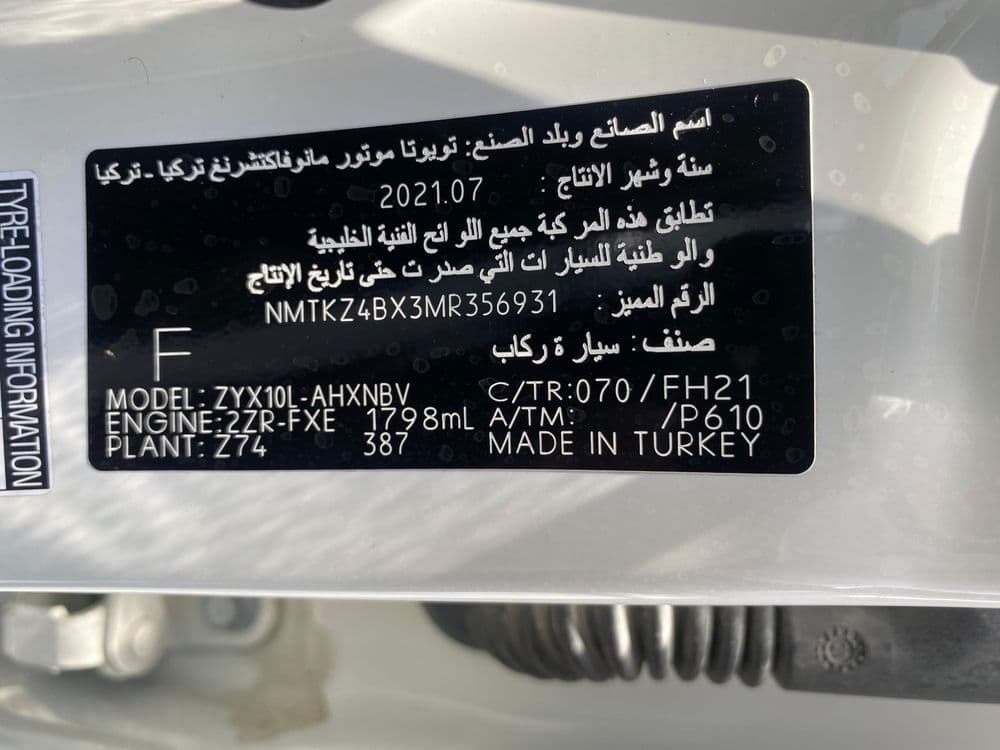 اسم الصانع وبلد الصنع: تويوتا موتور مانوفاكتشرنغ تركيا - تركيا
سنة وشهر الانتاج : 2021.07
تطابق هذه المر كبة جميع اللو ائح الفنية الخليجية
والو طنية للسيار ات التي صدر ت حتى تاريخ الإنتاج
الرقم المميز : NMTKZ4BX3MR356931
صنف: سيار ة ركاب
F
MODEL: ZYX10L-AHXNBV C/TR:070/FH21
ENGINE:2ZR-FXE 1798mL A/TM: /P610
PLANT: Z74 387 MADE IN TURKEY
TYRE-LOADING INFORMATION